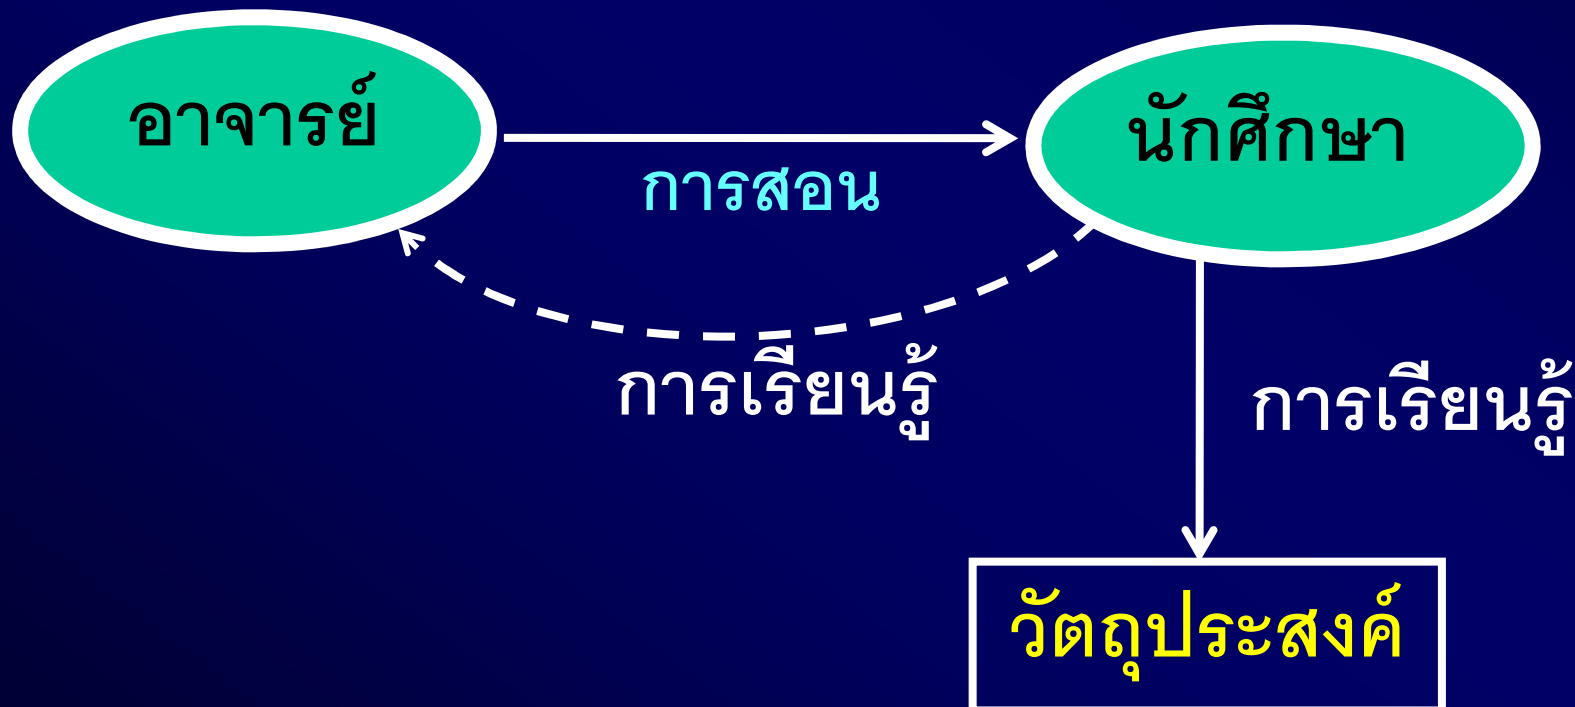 อาจารย์
นักศึกษา
การสอน
การเรียนรู้
การเรียนรู้
วัตถุประสงค์